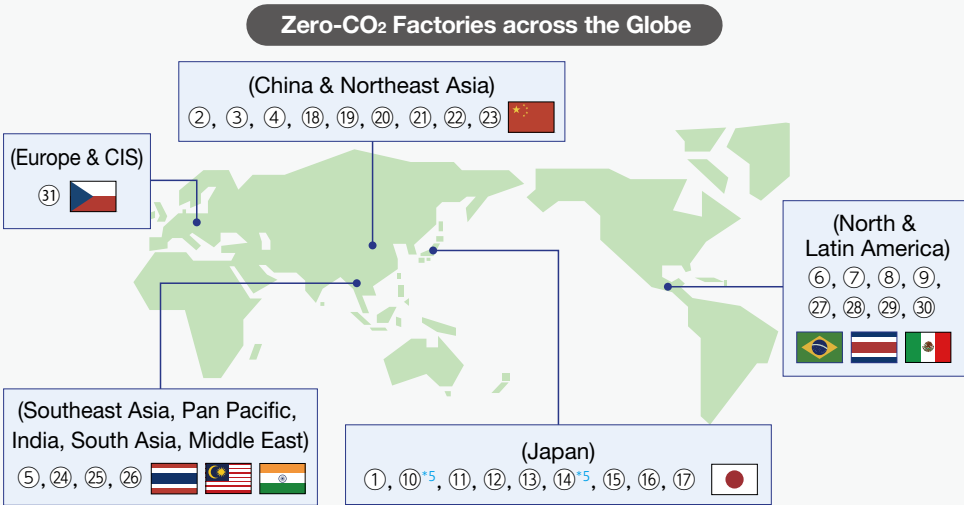 Zero-CO₂ Factories across the Globe
(China & Northeast Asia)
②, ③, ④, ⑱, ⑲, ⑳, ㉑, ㉒, ㉓
(Europe & CIS)
㉛
(North &
Latin America)
⑥, ⑦, ⑧, ⑨,
㉗, ㉘, ㉙, ㉚
(Southeast Asia, Pan Pacific,
India, South Asia, Middle East)
⑤, ㉔, ㉕, ㉖
(Japan)
①, ⑩*5, ⑪, ⑫, ⑬, ⑭*5, ⑮, ⑯, ⑰